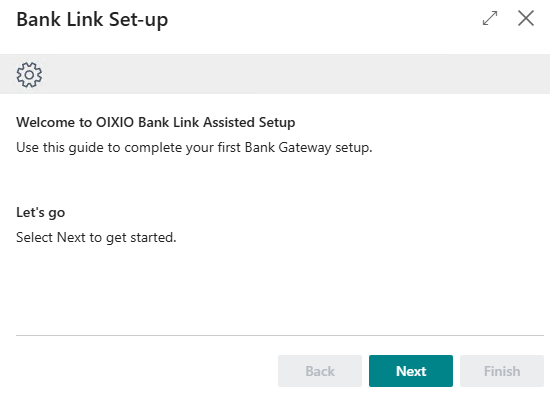 Bank Link Set-up
Welcome to OIXIO Bank Link Assisted Setup
Use this guide to complete your first Bank Gateway setup.
Let's go
Select Next to get started.
Back
Next
Finish